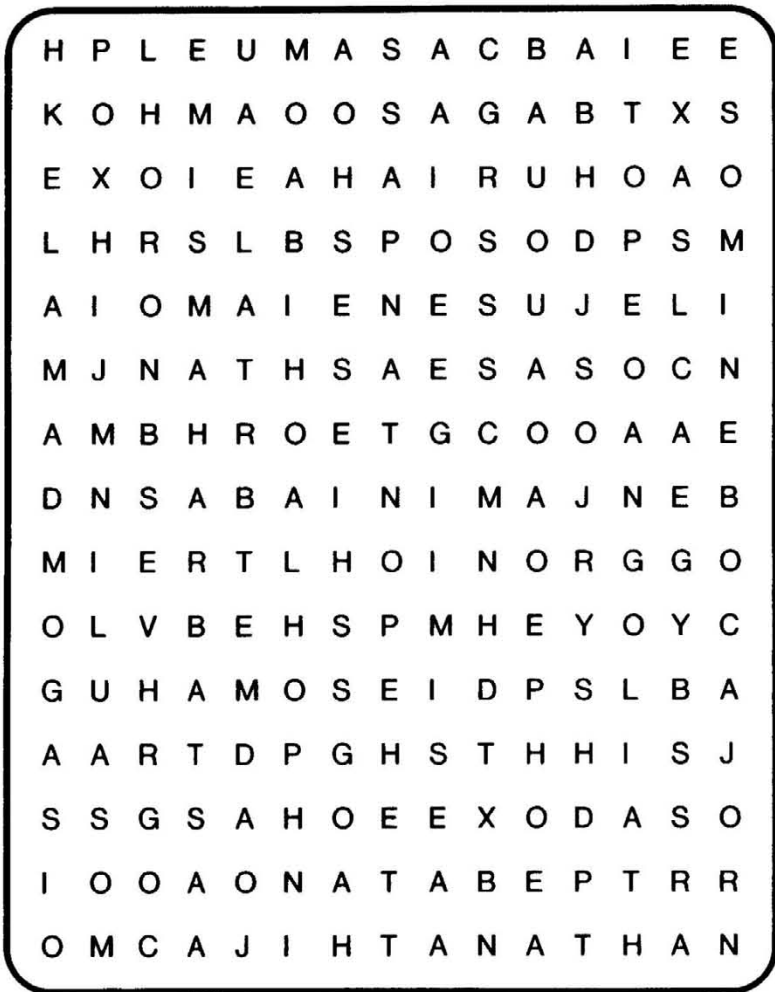 H P L E U M A S A C B A I E E
K O H M A O O S A G A B T X S
E X O I E A H A I R U H O A O
L H R S L B S P O S O D P S M
A I O M A I E N E S U J E L I
M J N A T H S A E S A S O C N
A M B H R O E T G C O O A A E
D N S A B A I N I M A J N E B
M I E R T L H O I N O R G G O
O L V B E H S P M H E Y O Y C
G U H A M O S E I D P S L B A
A A R T D P G H S T H H I S J
S S G S A H O E E X O D A S O
I O O A O N A T A B E P T R R
O M C A J I H T A N A T H A N